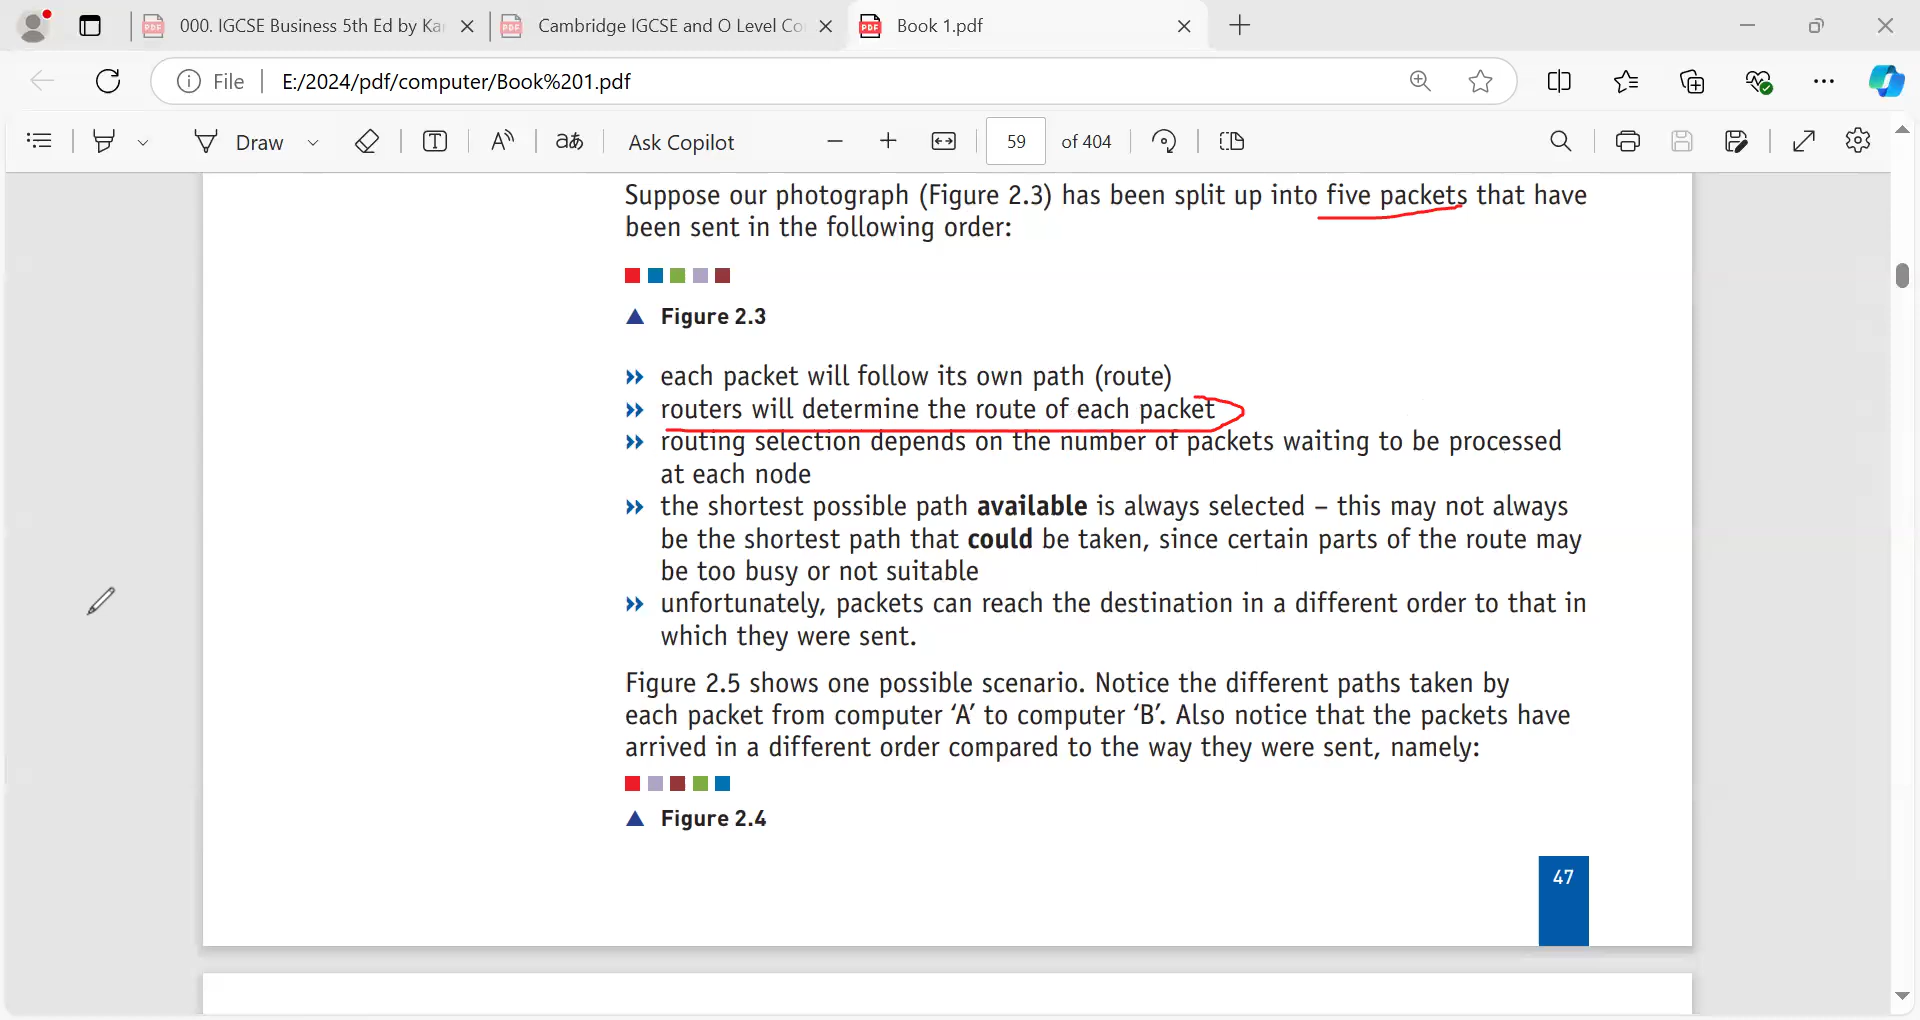 000. IGCSE Business 5th Ed by Ka
Cambridge IGCSE and O Level Co
Book 1.pdf
File
E:/2024/pdf/computer/Book%201.pdf
Draw
Ask Copilot
59 of 404
Suppose our photograph (Figure 2.3) has been split up into five packets that have
been sent in the following order:
▲ Figure 2.3
» each packet will follow its own path (route)
» routers will determine the route of each packet
» routing selection depends on the number of packets waiting to be processed
at each node
» the shortest possible path available is always selected – this may not always
be the shortest path that could be taken, since certain parts of the route may
be too busy or not suitable
» unfortunately, packets can reach the destination in a different order to that in
which they were sent.
Figure 2.5 shows one possible scenario. Notice the different paths taken by
each packet from computer ‘A’ to computer ‘B’. Also notice that the packets have
arrived in a different order compared to the way they were sent, namely:
▲ Figure 2.4
47